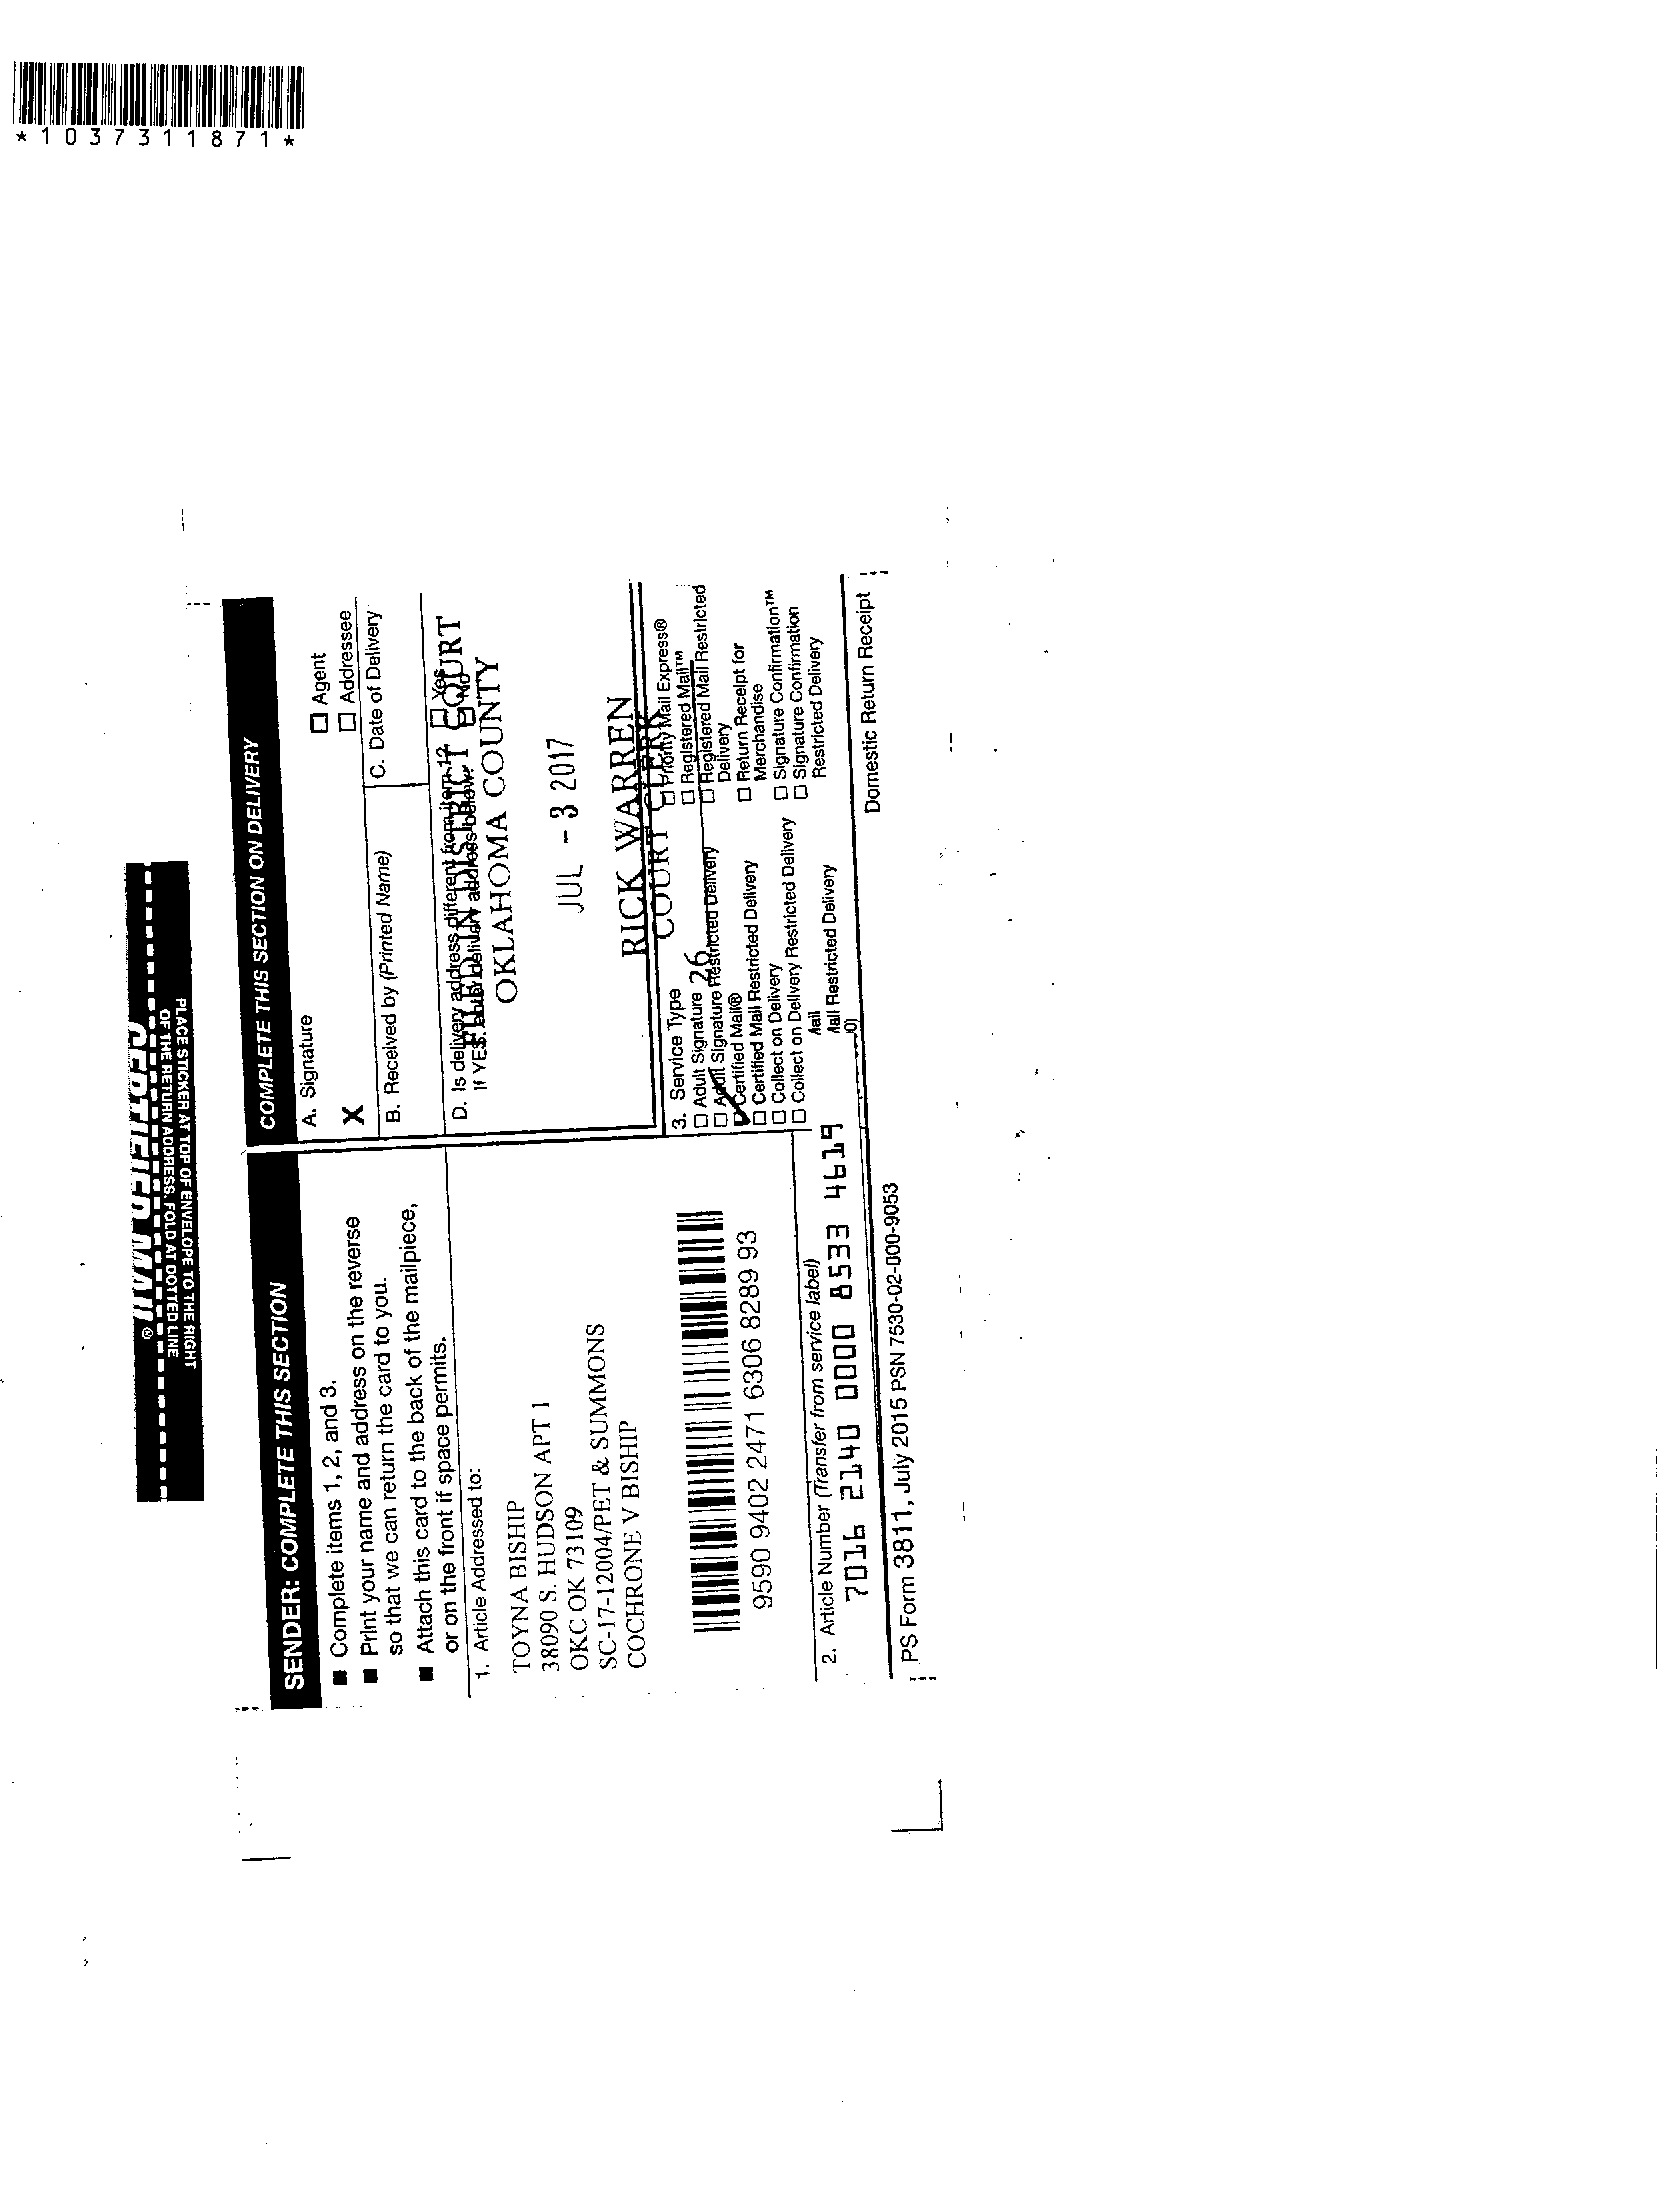 *1037311871*
PLACE STICKER AT TOP OF ENVELOPE TO THE RIGHT
OF THE RETURN ADDRESS, FOLD AT DOTTED LINE
CERTIFIED MAIL®
SENDER: COMPLETE THIS SECTION
■ Complete items 1, 2, and 3.
■ Print your name and address on the reverse
so that we can return the card to you.
■ Attach this card to the back of the mailpiece,
or on the front if space permits.
1. Article Addressed to:
TOYNA BISHIP
38090 S. HUDSON APT 1
OKC OK 73109
SC-17-12004/PET & SUMMONS
COCHRONE V BISHIP
9590 9402 2471 6306 8289 93
2. Article Number (Transfer from service label)
7016 2140 0000 8533 4619
COMPLETE THIS SECTION ON DELIVERY
A. Signature
X
☐ Agent
☐ Addressee
B. Received by (Printed Name)
C. Date of Delivery
D. Is delivery address different from item 1? ☐ Yes
If YES, enter delivery address below: ☐ No
FILED IN DISTRICT COURT
OKLAHOMA COUNTY
JUL - 3 2017
RICK WARREN
COURT CLERK
26
3. Service Type
☐ Adult Signature
☐ Adult Signature Restricted Delivery
☑ Certified Mail®
☐ Certified Mail Restricted Delivery
☐ Collect on Delivery
☐ Collect on Delivery Restricted Delivery
Mail
Mail Restricted Delivery
00)
☐ Priority Mail Express®
☐ Registered Mail™
☐ Registered Mail Restricted
Delivery
☐ Return Receipt for
Merchandise
☐ Signature Confirmation™
☐ Signature Confirmation
Restricted Delivery
PS Form 3811, July 2015 PSN 7530-02-000-9053
Domestic Return Receipt